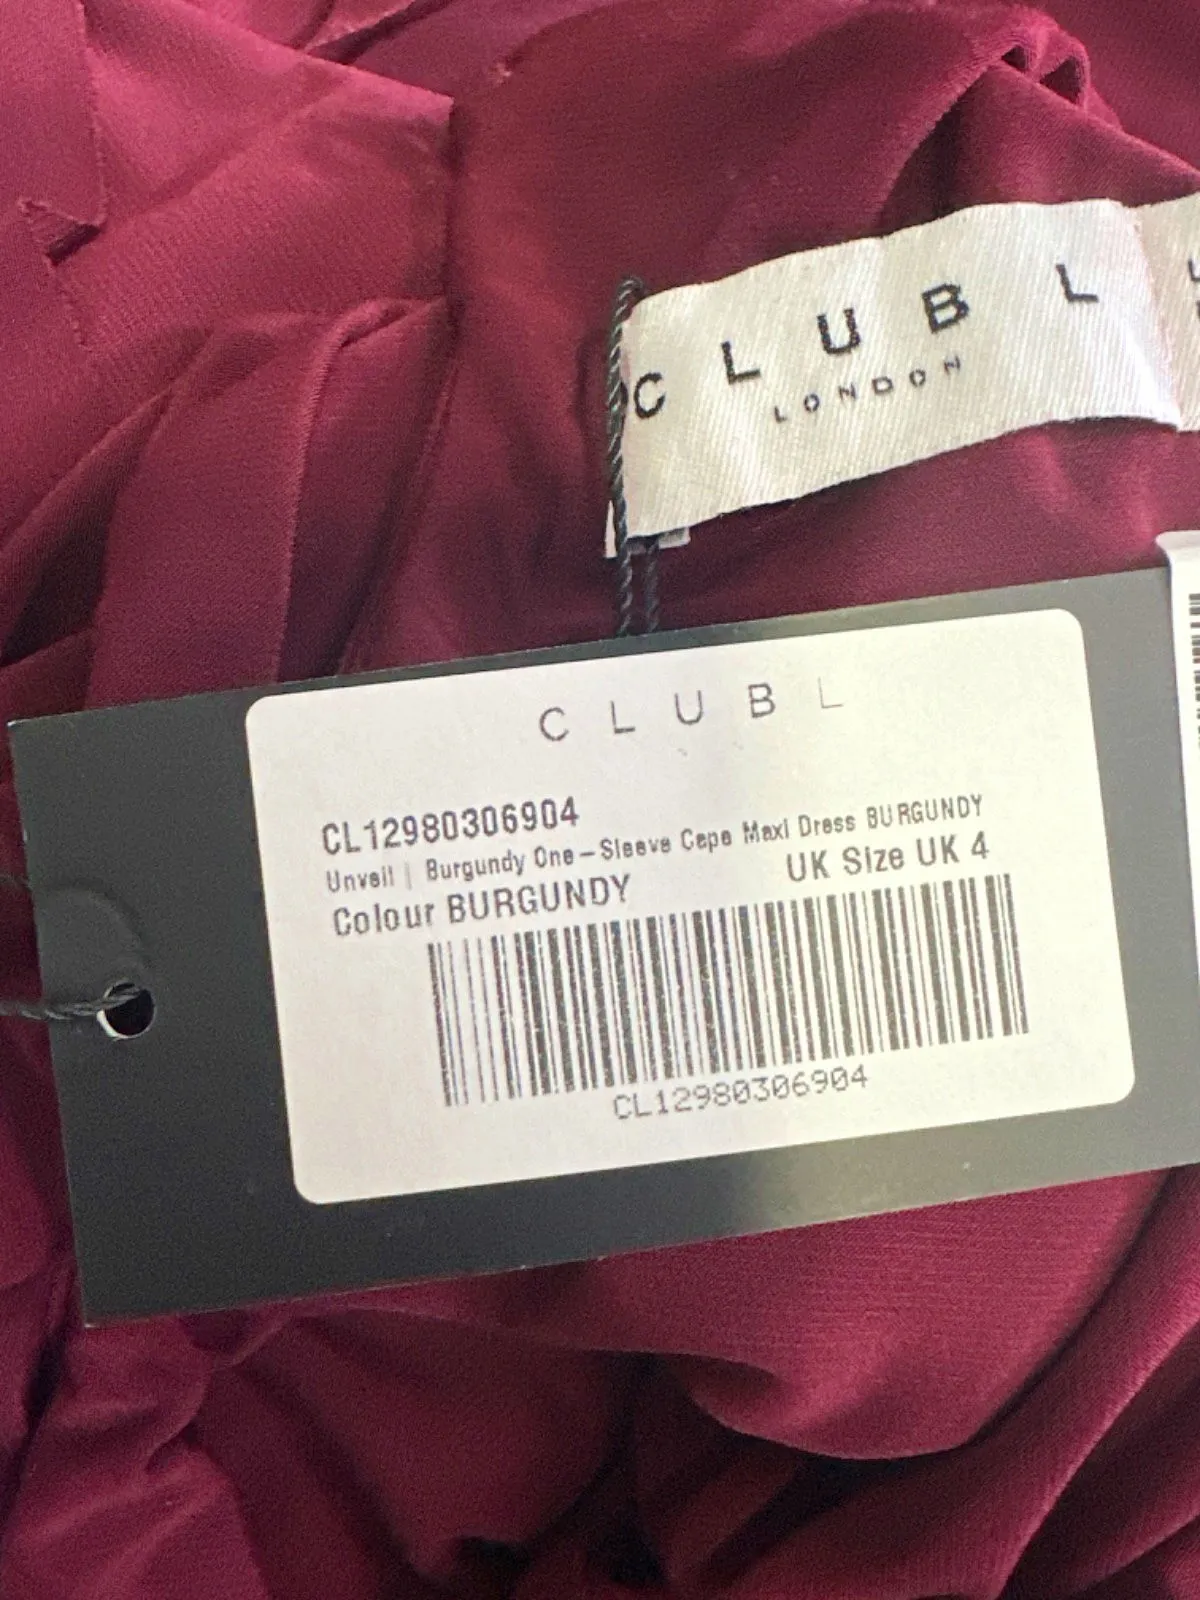 CLUB L
LONDON
CLUB L
CL12980306904
Unveil | Burgundy One-Sleeve Cape Maxi Dress BURGUNDY
Colour BURGUNDY UK Size UK 4
CL12980306904